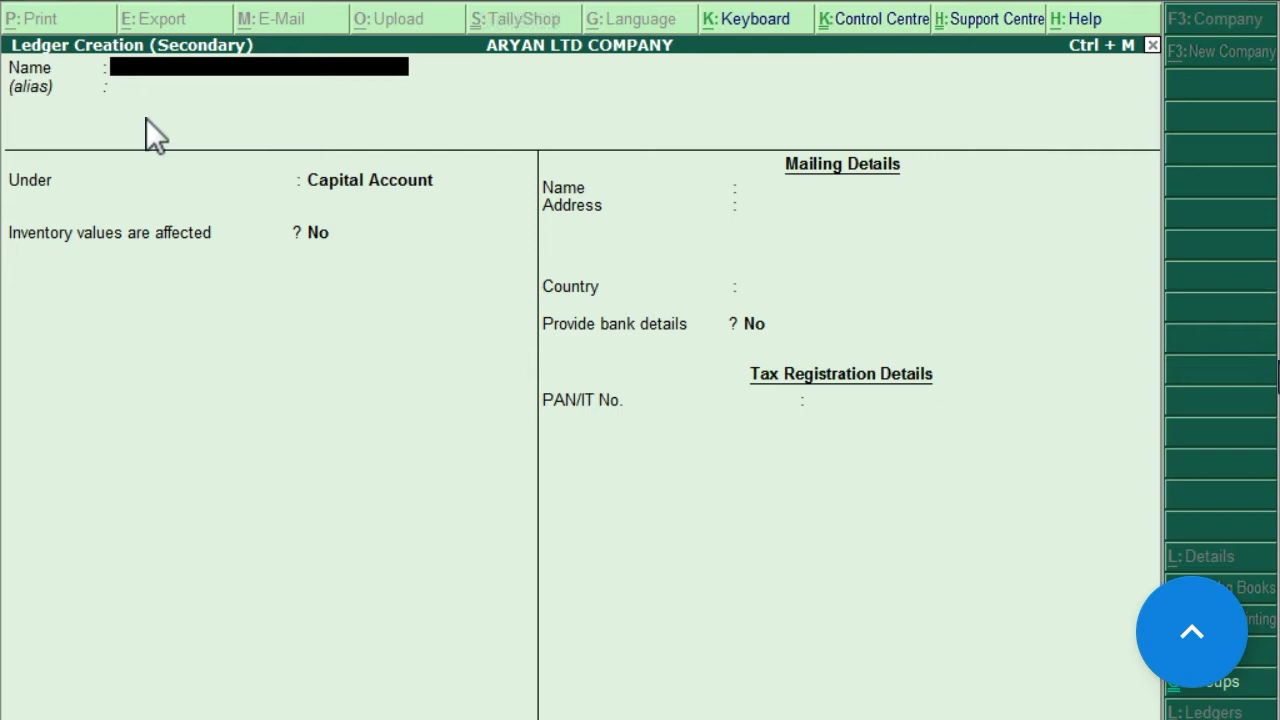 P: Print E: Export M: E-Mail O: Upload S: TallyShop G: Language K: Keyboard K: Control Centre H: Support Centre H: Help F3: Company
Ledger Creation (Secondary) ARYAN LTD COMPANY Ctrl + M
F3: New Company
Name :
(alias) :
Mailing Details
Under : Capital Account
Name :
Address :
Inventory values are affected ? No
Country :
Provide bank details ? No
Tax Registration Details
PAN/IT No. :
L: Details
Books
L: Ledgers